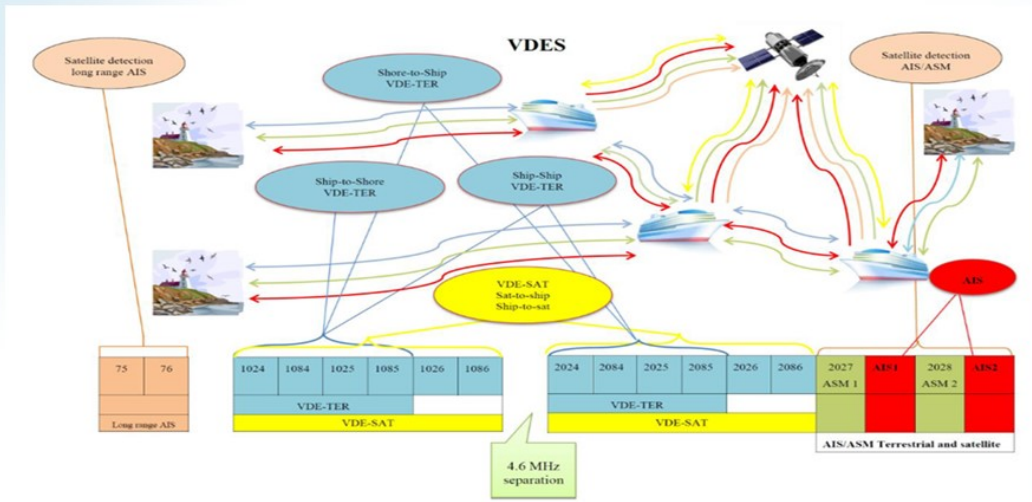 VDES
Satellite detection
long range AIS
Shore-to-Ship
VDE-TER
Satellite detection
AIS/ASM
Ship-to-Shore
VDE-TER
Ship-Ship
VDE-TER
VDE-SAT
Sat-to-ship
Ship-to-sat
AIS
75 76
Long range AIS
1024 1084 1025 1085 1026 1086
VDE-TER
VDE-SAT
2024 2084 2025 2085 2026 2086
VDE-TER
VDE-SAT
2027 AIS1 2028 AIS2
ASM 1 ASM 2
AIS/ASM Terrestrial and satellite
4.6 MHz
separation